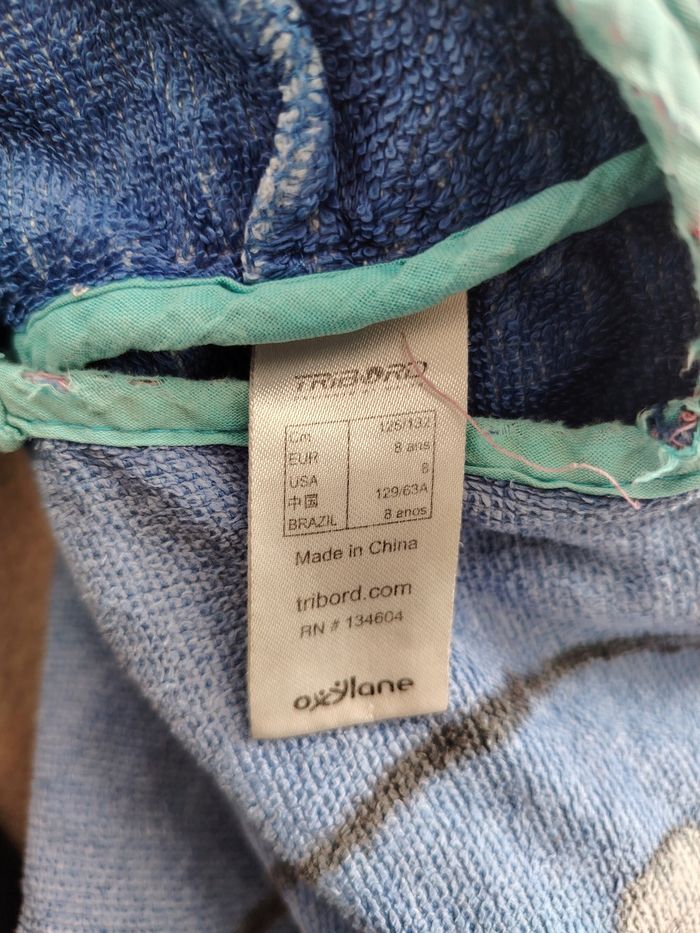 TRIBORD
Cm 125/132
EUR 8 ans
USA 8
中国 129/63A
BRAZIL 8 anos
Made in China
tribord.com
RN # 134604
oxylane